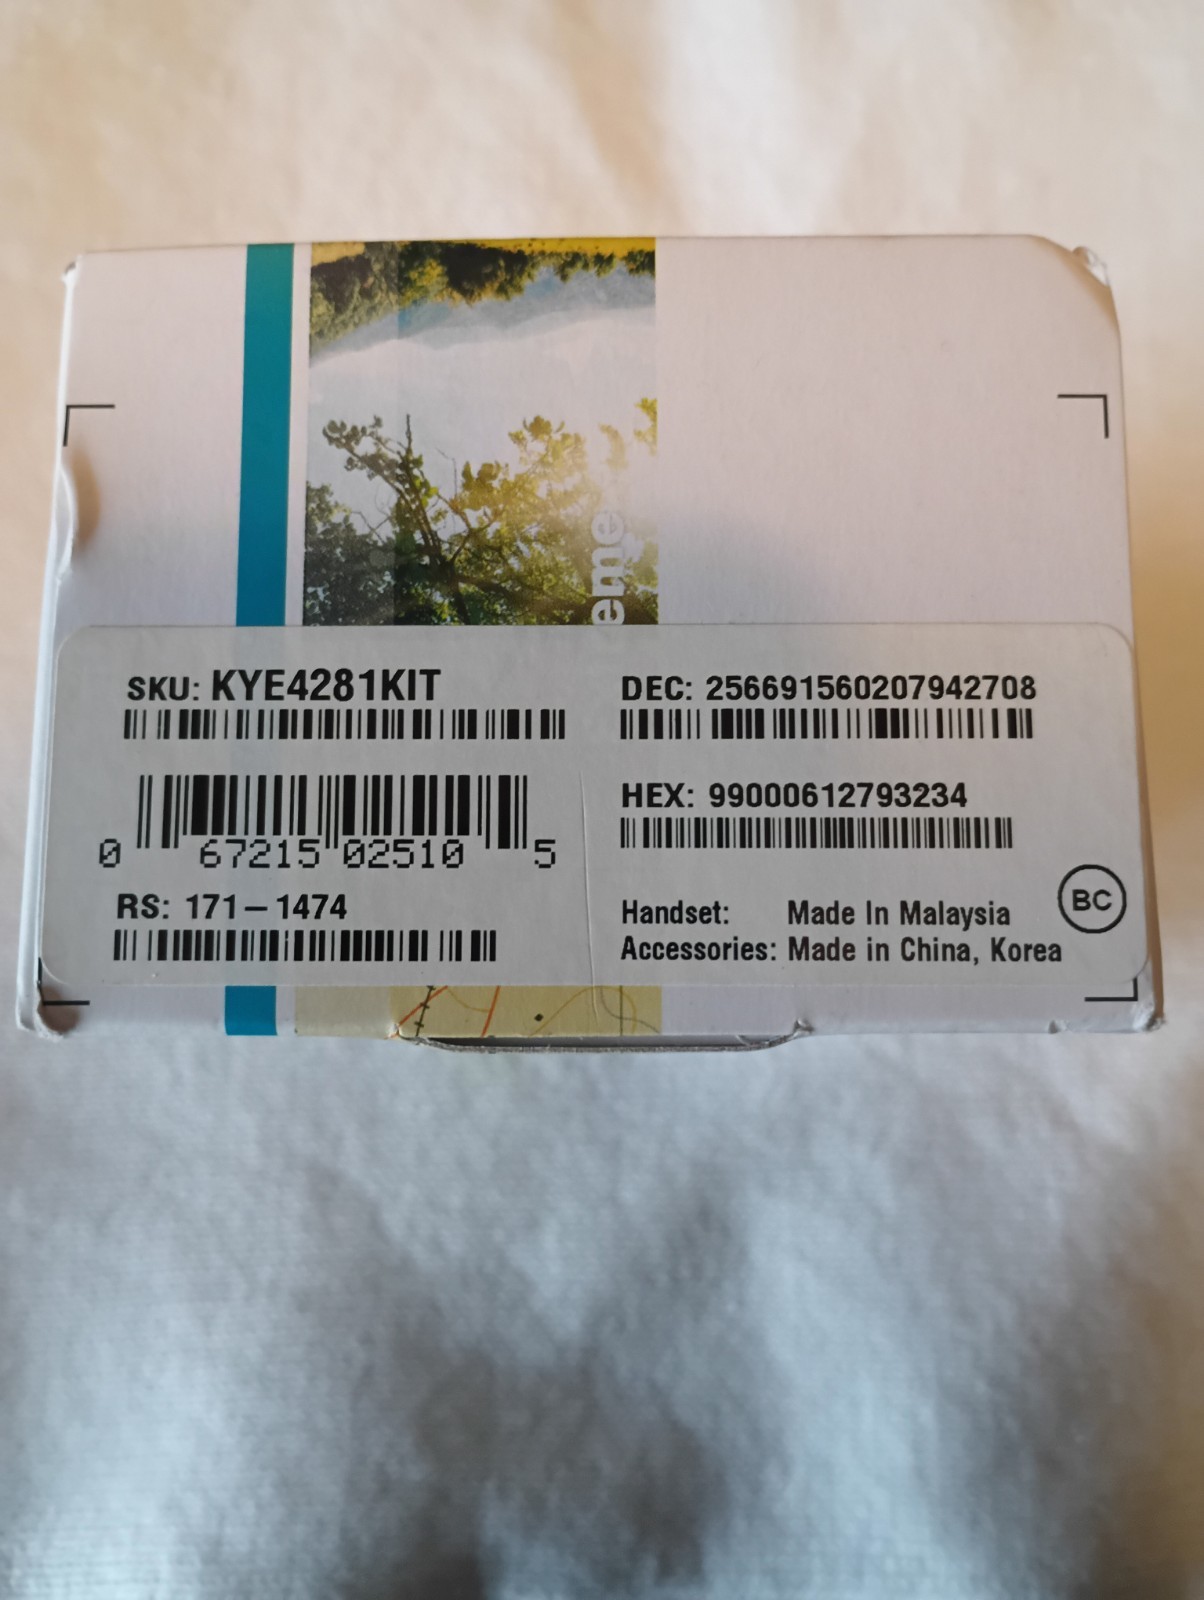 eme
SKU: KYE4281KIT
DEC: 256691560207942708
HEX: 99000612793234
0 67215 02510 5
RS: 171-1474
Handset: Made In Malaysia
Accessories: Made in China, Korea
BC